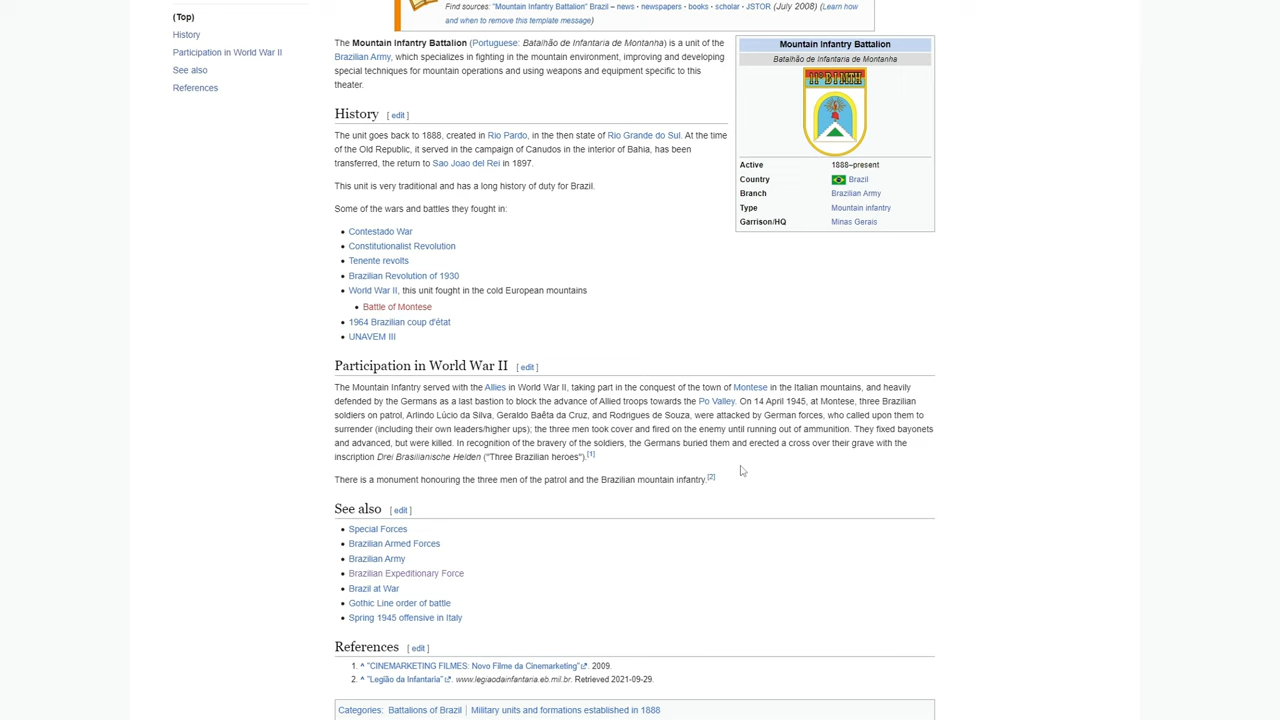 Find sources: "Mountain Infantry Battalion" Brazil – news · newspapers · books · scholar · JSTOR (July 2008) (Learn how
and when to remove this template message)
(Top)
History
Participation in World War II
See also
References
The Mountain Infantry Battalion (Portuguese: Batalhão de Infantaria de Montanha) is a unit of the
Brazilian Army, which specializes in fighting in the mountain environment, improving and developing
special techniques for mountain operations and using weapons and equipment specific to this
theater.
Mountain Infantry Battalion
Batalhão de Infantaria de Montanha
11º B I MTH
Active 1888–present
Country Brazil
Branch Brazilian Army
Type Mountain infantry
Garrison/HQ Minas Gerais
History [ edit ]
The unit goes back to 1888, created in Rio Pardo, in the then state of Rio Grande do Sul. At the time
of the Old Republic, it served in the campaign of Canudos in the interior of Bahia, has been
transferred, the return to Sao Joao del Rei in 1897.
This unit is very traditional and has a long history of duty for Brazil.
Some of the wars and battles they fought in:
• Contestado War
• Constitutionalist Revolution
• Tenente revolts
• Brazilian Revolution of 1930
• World War II, this unit fought in the cold European mountains
• Battle of Montese
• 1964 Brazilian coup d'état
• UNAVEM III
Participation in World War II [ edit ]
The Mountain Infantry served with the Allies in World War II, taking part in the conquest of the town of Montese in the Italian mountains, and heavily
defended by the Germans as a last bastion to block the advance of Allied troops towards the Po Valley. On 14 April 1945, at Montese, three Brazilian
soldiers on patrol, Arlindo Lúcio da Silva, Geraldo Baêta da Cruz, and Rodrigues de Souza, were attacked by German forces, who called upon them to
surrender (including their own leaders/higher ups); the three men took cover and fired on the enemy until running out of ammunition. They fixed bayonets
and advanced, but were killed. In recognition of the bravery of the soldiers, the Germans buried them and erected a cross over their grave with the
inscription Drei Brasilianische Helden ("Three Brazilian heroes").[1]
There is a monument honouring the three men of the patrol and the Brazilian mountain infantry.[2]
See also [ edit ]
• Special Forces
• Brazilian Armed Forces
• Brazilian Army
• Brazilian Expeditionary Force
• Brazil at War
• Gothic Line order of battle
• Spring 1945 offensive in Italy
References [ edit ]
1. ^ "CINEMARKETING FILMES: Novo Filme da Cinemarketing". 2009.
2. ^ "Legião da Infantaria". www.legiaodainfantaria.eb.mil.br. Retrieved 2021-09-29.
Categories: Battalions of Brazil | Military units and formations established in 1888